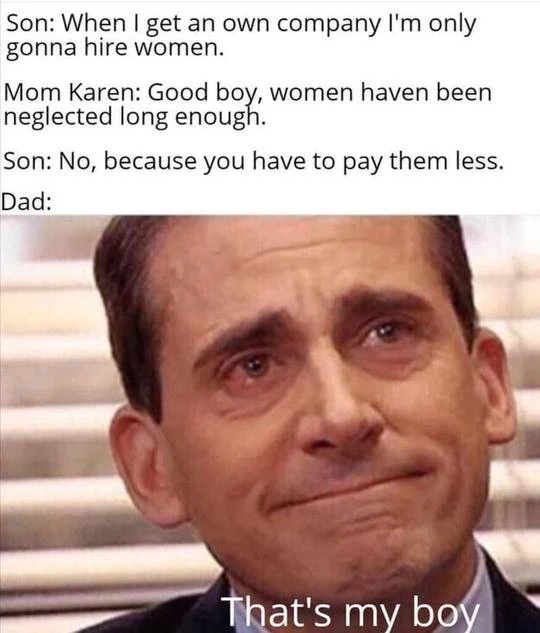 Son: When I get an own company I'm only
gonna hire women.
Mom Karen: Good boy, women haven been
neglected long enough.
Son: No, because you have to pay them less.
Dad:
That's my boy